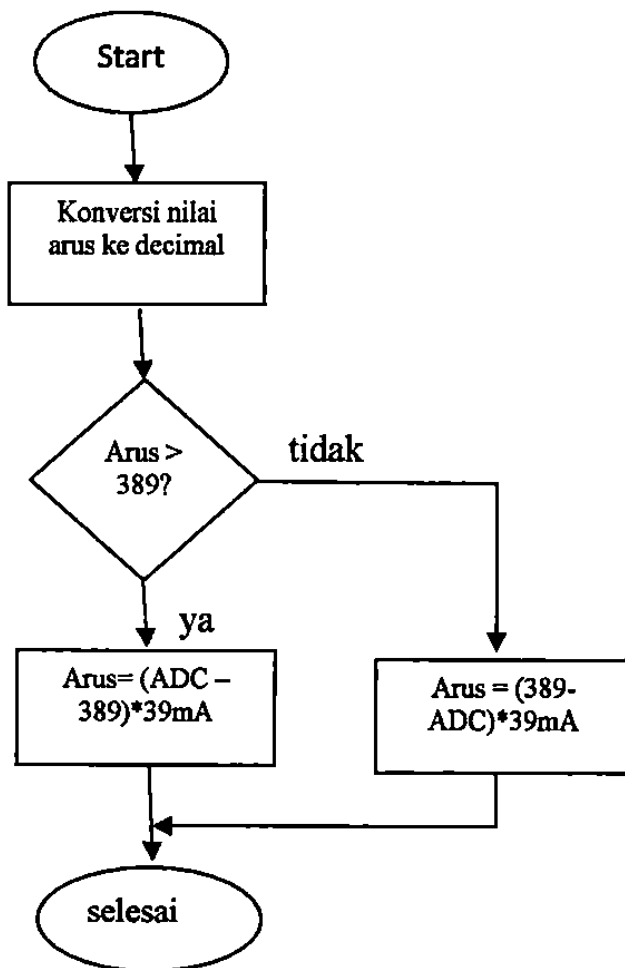 Start
Konversi nilai
arus ke decimal
Arus >
389?
tidak
ya
Arus= (ADC –
389)*39mA
Arus = (389-
ADC)*39mA
selesai